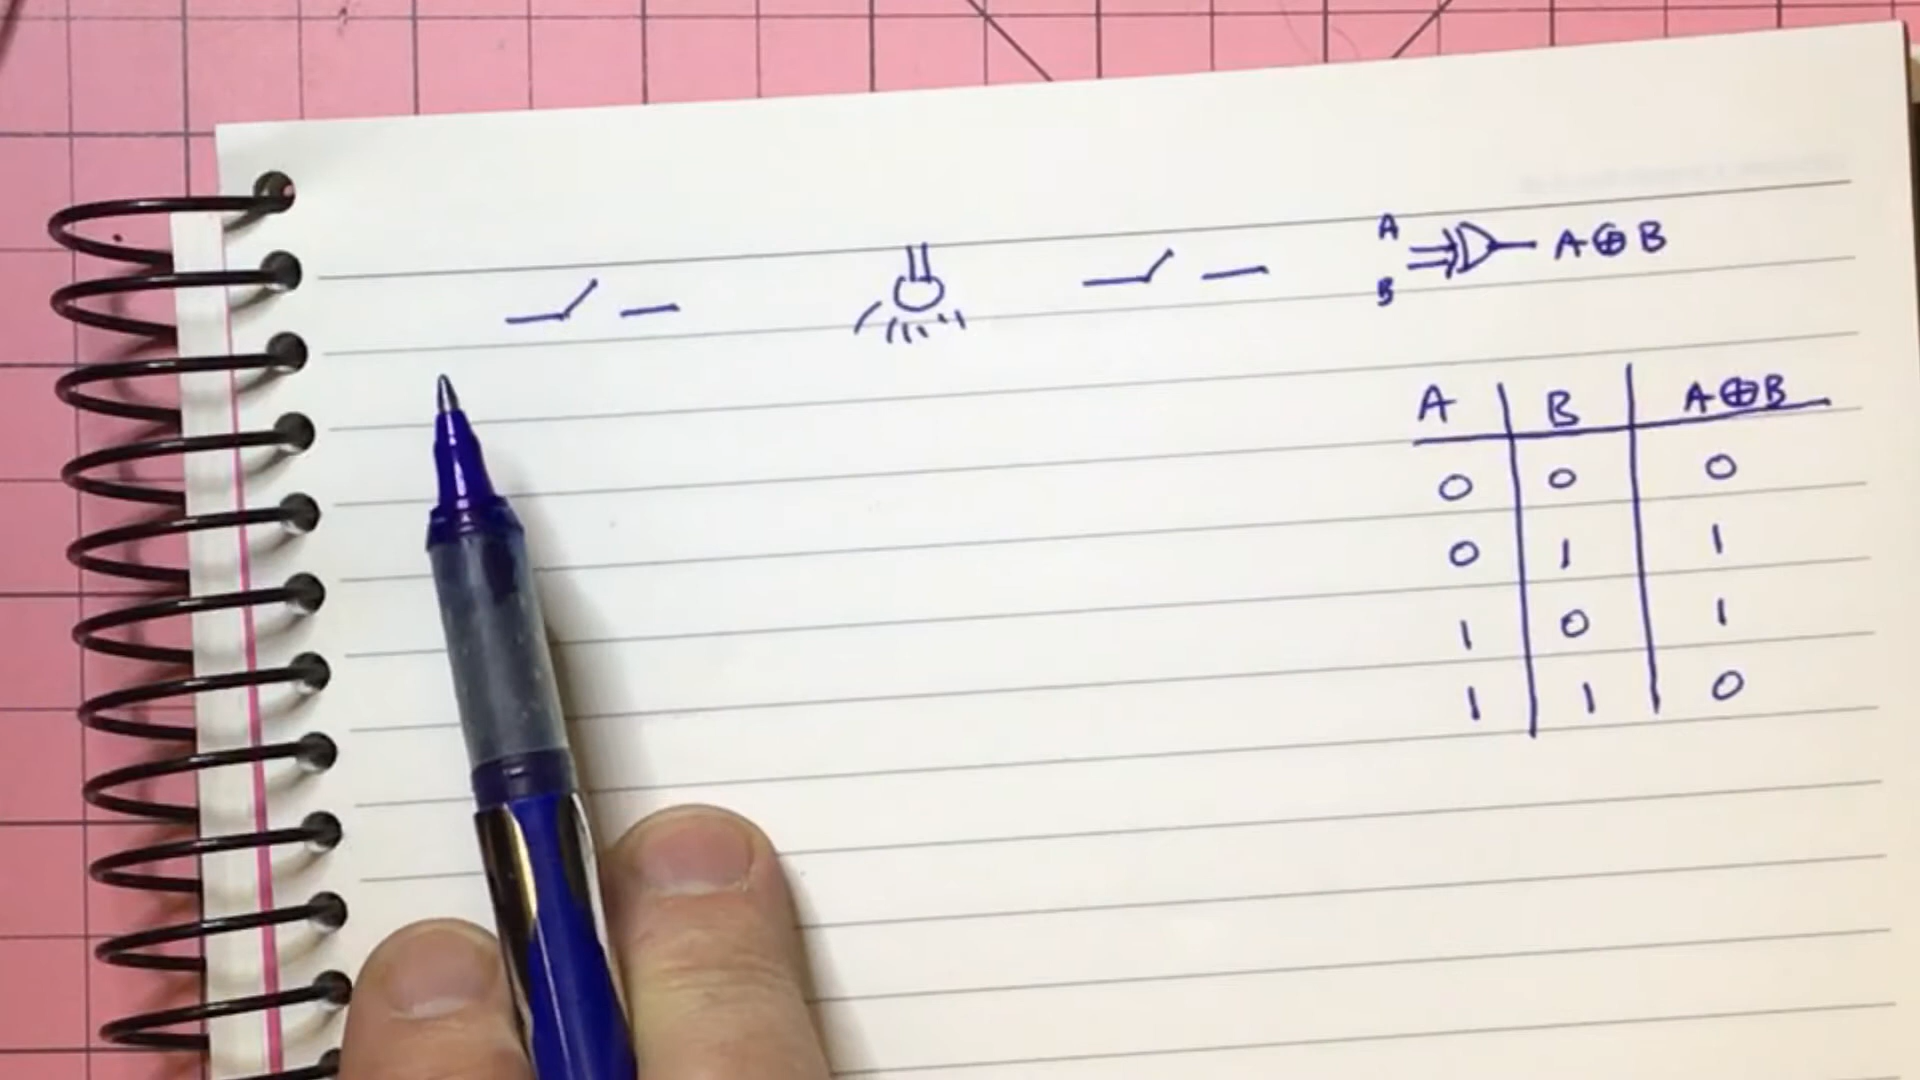 A
A⊕B
B
A | B | A⊕B
0 | 0 | 0
0 | 1 | 1
1 | 0 | 1
1 | 1 | 0